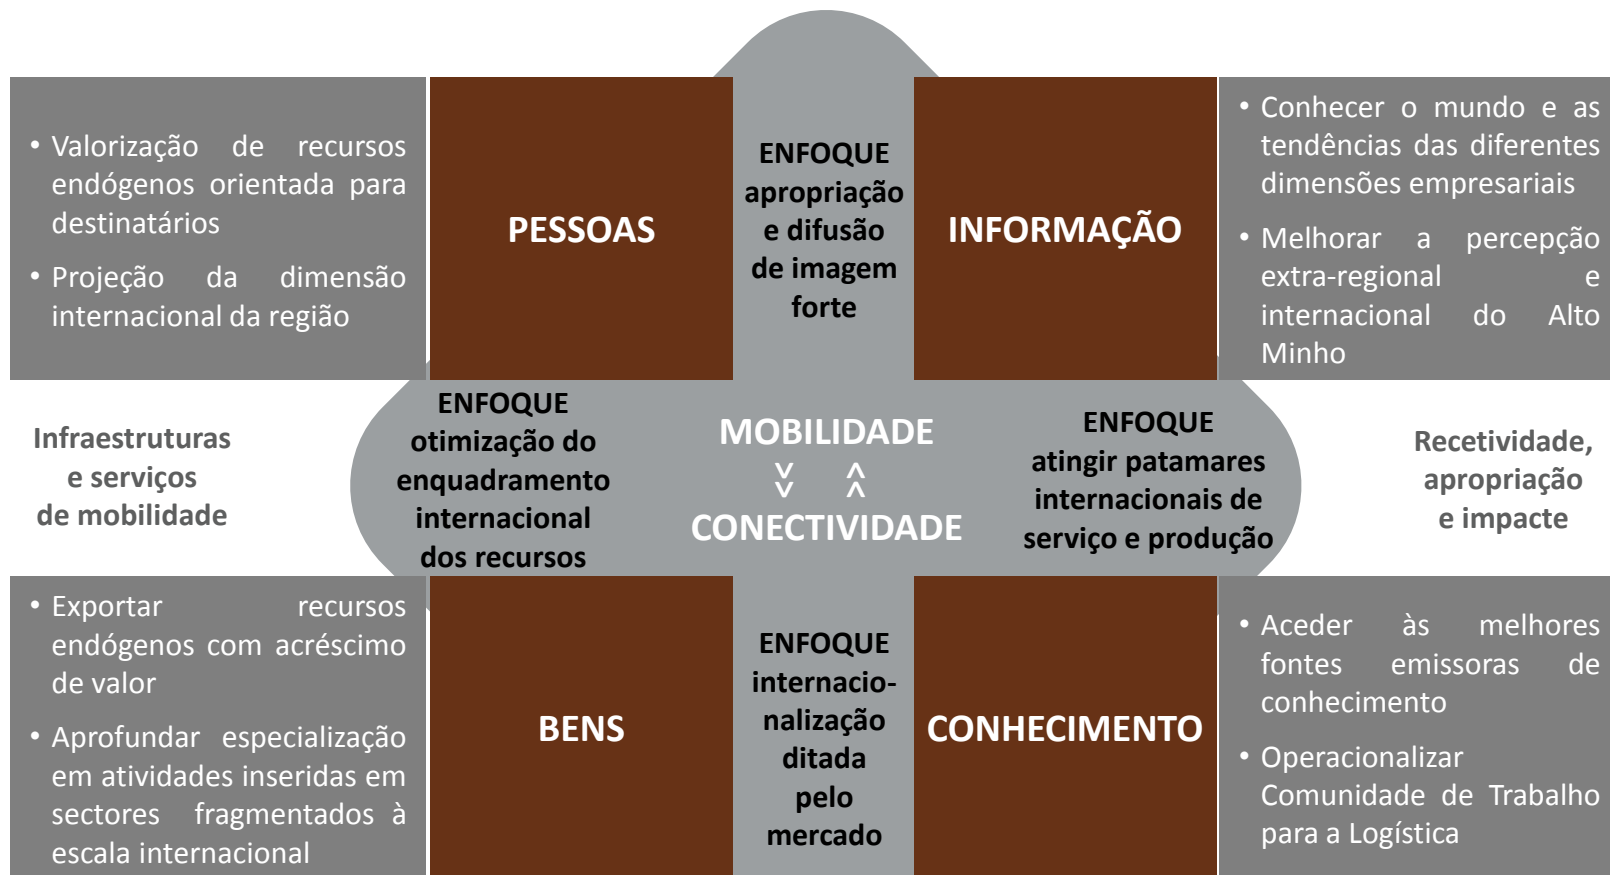 • Valorização de recursos
endógenos orientada para
destinatários
• Projeção da dimensão
internacional da região
PESSOAS
ENFOQUE
apropriação
e difusão
de imagem
forte
INFORMAÇÃO
• Conhecer o mundo e as
tendências das diferentes
dimensões empresariais
• Melhorar a percepção
extra-regional e
internacional do Alto
Minho
Infraestruturas
e serviços
de mobilidade
ENFOQUE
otimização do
enquadramento
internacional
dos recursos
MOBILIDADE
> <
> <
CONECTIVIDADE
ENFOQUE
atingir patamares
internacionais de
serviço e produção
Recetividade,
apropriação
e impacte
• Exportar recursos
endógenos com acréscimo
de valor
• Aprofundar especialização
em atividades inseridas em
sectores fragmentados à
escala internacional
BENS
ENFOQUE
internacio-
nalização
ditada
pelo
mercado
CONHECIMENTO
• Aceder às melhores
fontes emissoras de
conhecimento
• Operacionalizar
Comunidade de Trabalho
para a Logística